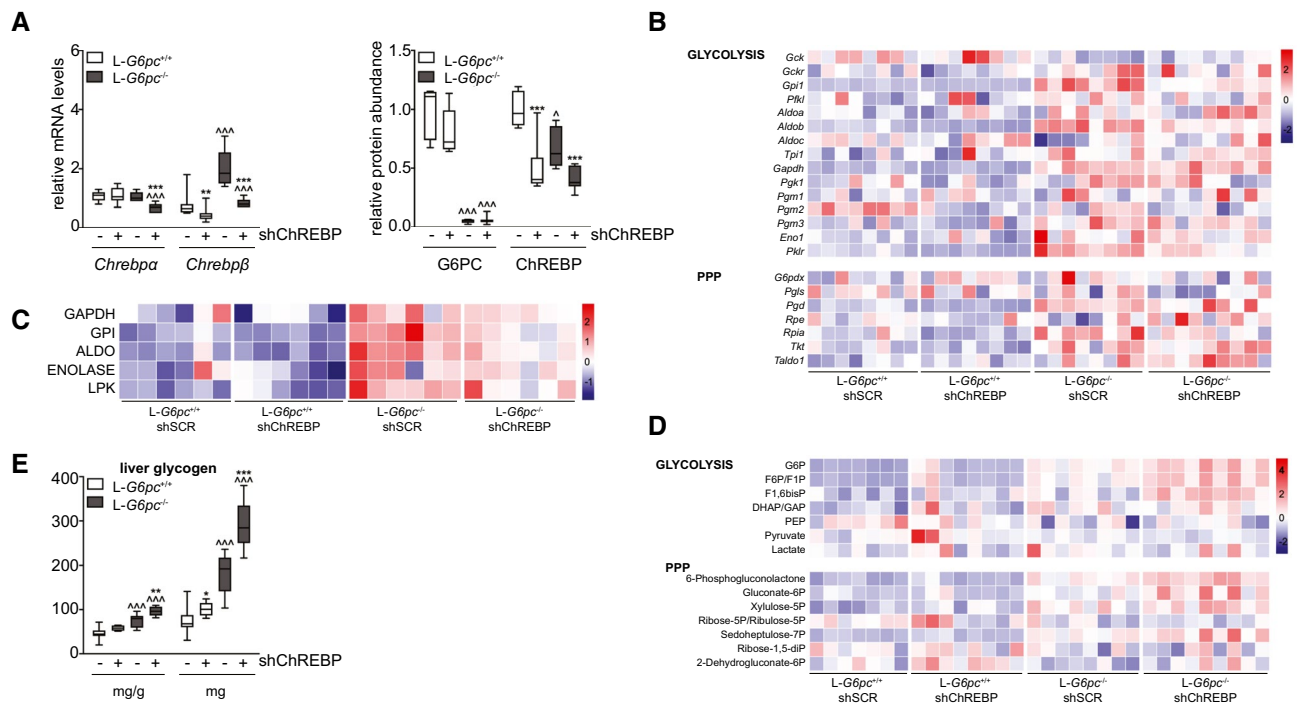 A
6
4
2
0
relative mRNA levels
L-G6pc+/+
L-G6pc-/-
** 
*** ^^^
^^^
*** ^^^
- + - + - + - + shChREBP
Chrebpα Chrebpβ
1.5
1.0
0.5
0.0
relative protein abundance
L-G6pc+/+
L-G6pc-/-
^^^ ^^^ *** ^ ***
- + - + - + - + shChREBP
G6PC ChREBP
B
GLYCOLYSIS
Gck
Gckr
Gpi1
Pfkl
Aldoa
Aldob
Aldoc
Tpi1
Gapdh
Pgk1
Pgm1
Pgm2
Pgm3
Eno1
Pklr
2
0
-2
PPP
G6pdx
Pgls
Pgd
Rpe
Rpia
Tkt
Taldo1
L-G6pc+/+ L-G6pc+/+ L-G6pc-/- L-G6pc-/-
shSCR shChREBP shSCR shChREBP
C
GAPDH
GPI
ALDO
ENOLASE
LPK
2
1
0
-1
L-G6pc+/+ L-G6pc+/+ L-G6pc-/- L-G6pc-/-
shSCR shChREBP shSCR shChREBP
D
GLYCOLYSIS
G6P
F6P/F1P
F1,6bisP
DHAP/GAP
PEP
Pyruvate
Lactate
4
2
0
-2
PPP
6-Phosphogluconolactone
Gluconate-6P
Xylulose-5P
Ribose-5P/Ribulose-5P
Sedoheptulose-7P
Ribose-1,5-diP
2-Dehydrogluconate-6P
L-G6pc+/+ L-G6pc+/+ L-G6pc-/- L-G6pc-/-
shSCR shChREBP shSCR shChREBP
E
liver glycogen
400
300
200
100
0
L-G6pc+/+
L-G6pc-/-
^^^
** ^^^
*
^^^
*** ^^^
- + - + - + - + shChREBP
mg/g mg